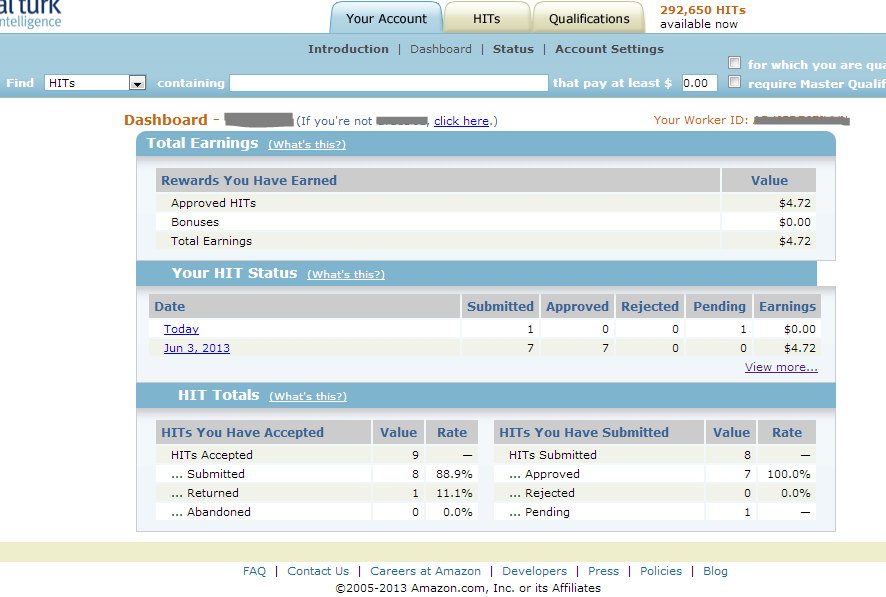 al turk
ntelligence
Your Account HITs Qualifications
292,650 HITs
available now
Introduction | Dashboard | Status | Account Settings
for which you are qua
Find HITs containing that pay at least $ 0.00 require Master Qualif
Dashboard - (If you're not , click here.) Your Worker ID:
Total Earnings (What's this?)
Rewards You Have Earned Value
Approved HITs $4.72
Bonuses $0.00
Total Earnings $4.72
Your HIT Status (What's this?)
Date Submitted Approved Rejected Pending Earnings
Today 1 0 0 1 $0.00
Jun 3, 2013 7 7 0 0 $4.72
View more...
HIT Totals (What's this?)
HITs You Have Accepted Value Rate HITs You Have Submitted Value Rate
HITs Accepted 9 — HITs Submitted 8 —
... Submitted 8 88.9% ... Approved 7 100.0%
... Returned 1 11.1% ... Rejected 0 0.0%
... Abandoned 0 0.0% ... Pending 1 —
FAQ | Contact Us | Careers at Amazon | Developers | Press | Policies | Blog
©2005-2013 Amazon.com, Inc. or its Affiliates